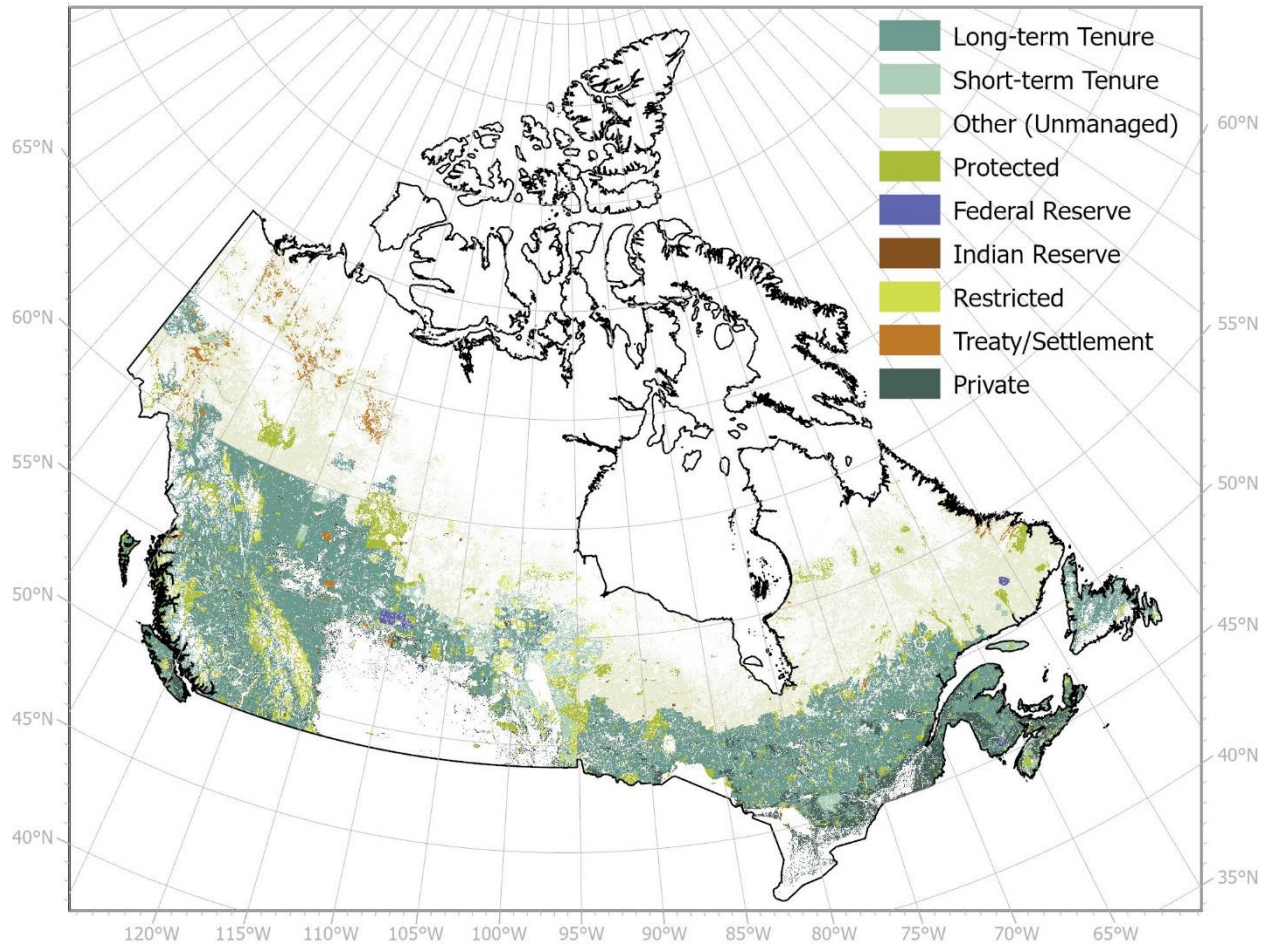 Long-term Tenure
Short-term Tenure
Other (Unmanaged)
Protected
Federal Reserve
Indian Reserve
Restricted
Treaty/Settlement
Private
65°N
60°N
55°N
50°N
45°N
40°N
60°N
55°N
50°N
45°N
40°N
35°N
120°W 115°W 110°W 105°W 100°W 95°W 90°W 85°W 80°W 75°W 70°W 65°W